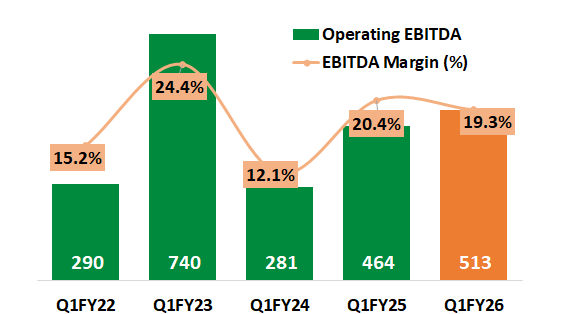 Operating EBITDA
EBITDA Margin (%)
24.4%
15.2%
12.1%
20.4%
19.3%
290
740
281
464
513
Q1FY22
Q1FY23
Q1FY24
Q1FY25
Q1FY26